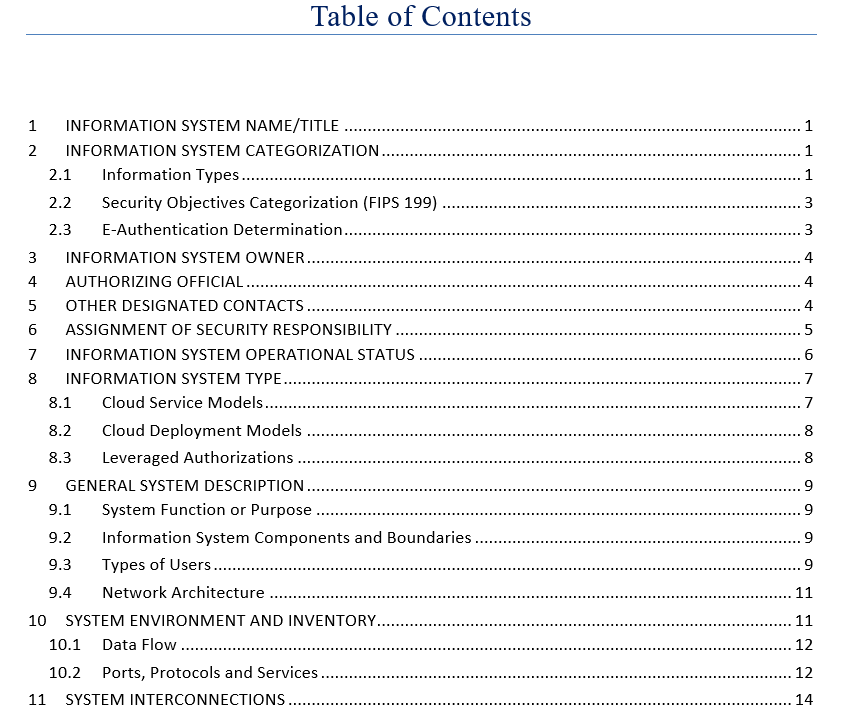 Table of Contents
1 INFORMATION SYSTEM NAME/TITLE ........................................ 1
2 INFORMATION SYSTEM CATEGORIZATION ........................................ 1
2.1 Information Types ........................................ 1
2.2 Security Objectives Categorization (FIPS 199) ........................................ 3
2.3 E-Authentication Determination ........................................ 3
3 INFORMATION SYSTEM OWNER ........................................ 4
4 AUTHORIZING OFFICIAL ........................................ 4
5 OTHER DESIGNATED CONTACTS ........................................ 4
6 ASSIGNMENT OF SECURITY RESPONSIBILITY ........................................ 5
7 INFORMATION SYSTEM OPERATIONAL STATUS ........................................ 6
8 INFORMATION SYSTEM TYPE ........................................ 7
8.1 Cloud Service Models ........................................ 7
8.2 Cloud Deployment Models ........................................ 8
8.3 Leveraged Authorizations ........................................ 8
9 GENERAL SYSTEM DESCRIPTION ........................................ 9
9.1 System Function or Purpose ........................................ 9
9.2 Information System Components and Boundaries ........................................ 9
9.3 Types of Users ........................................ 9
9.4 Network Architecture ........................................ 11
10 SYSTEM ENVIRONMENT AND INVENTORY ........................................ 11
10.1 Data Flow ........................................ 12
10.2 Ports, Protocols and Services ........................................ 12
11 SYSTEM INTERCONNECTIONS ........................................ 14